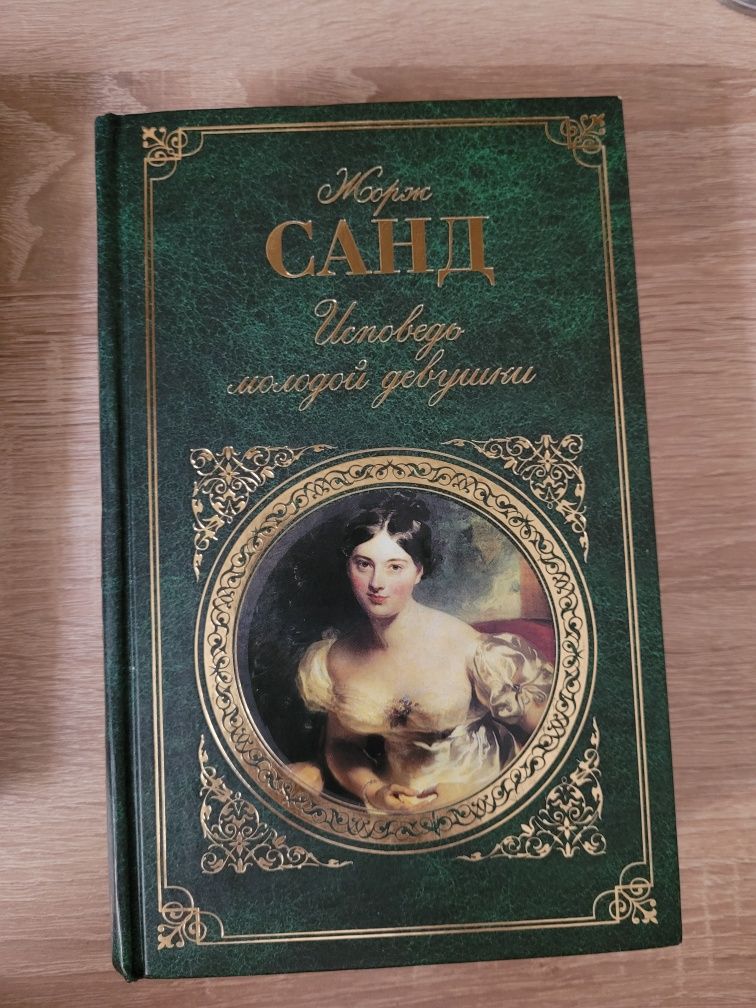 Жорж
САНД
Исповедь
молодой девушки